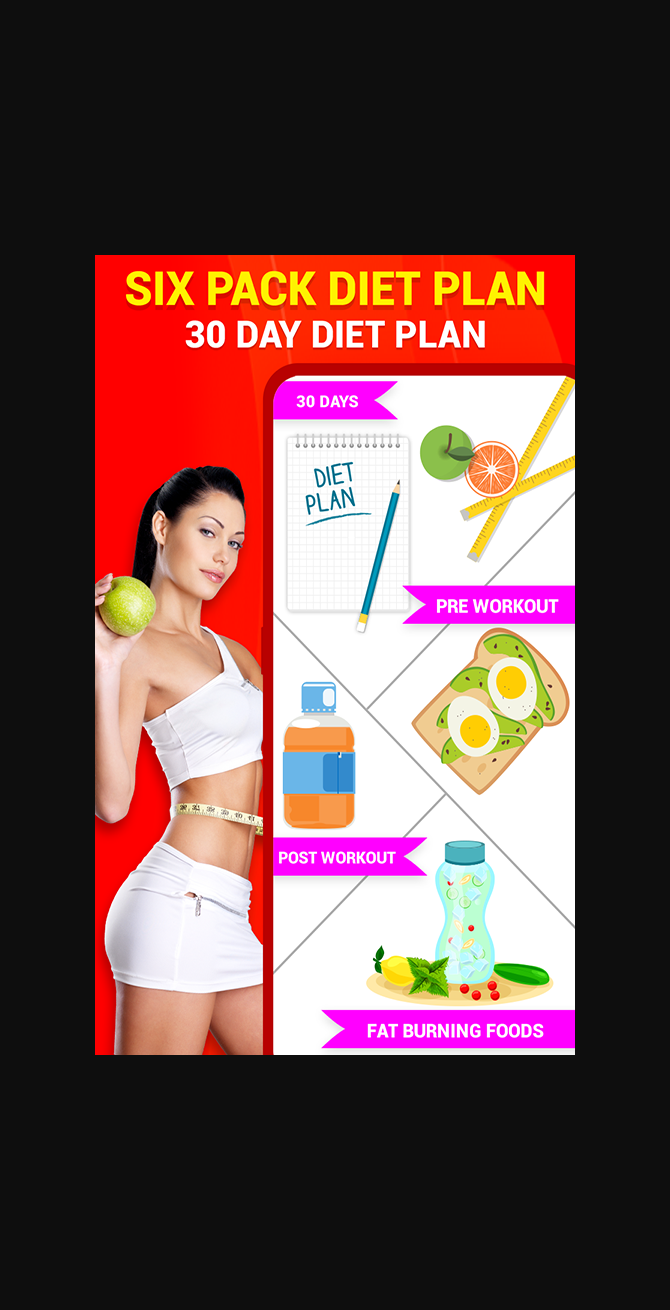 SIX PACK DIET PLAN
30 DAY DIET PLAN
30 DAYS
DIET
PLAN
PRE WORKOUT
POST WORKOUT
FAT BURNING FOODS